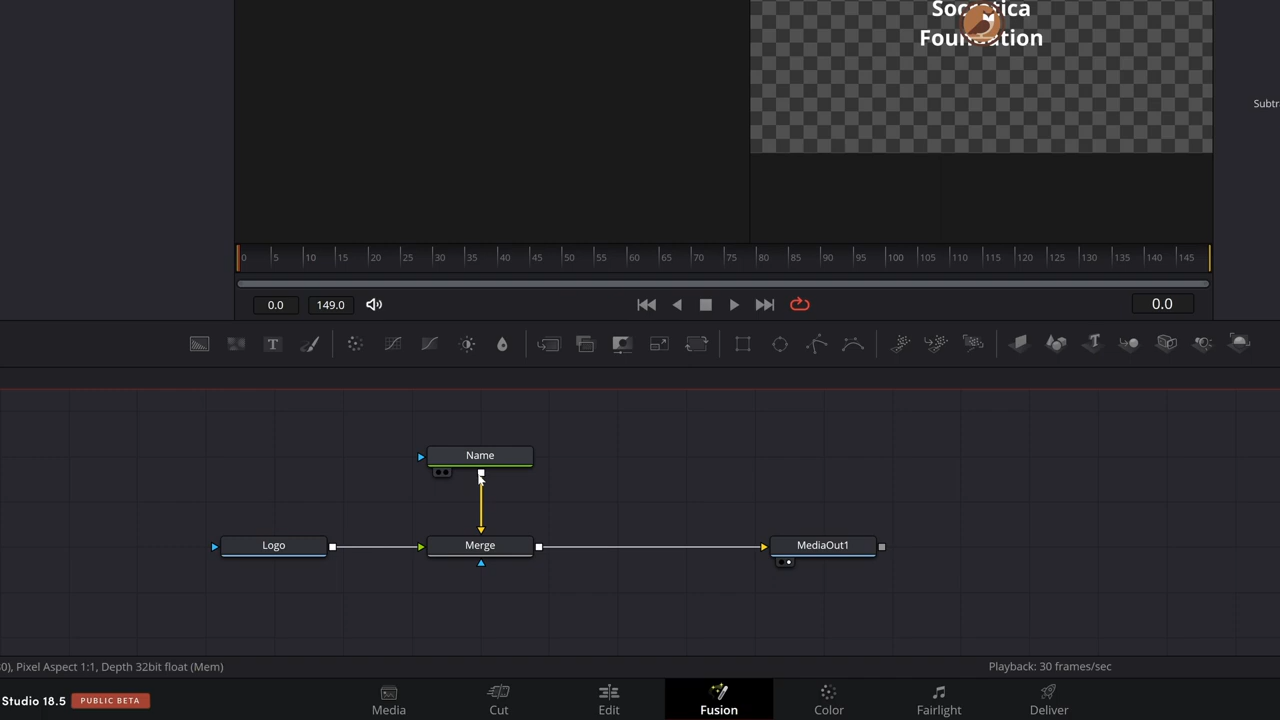 Socratica
Foundation
Subtr
0 5 10 15 20 25 30 35 40 45 50 55 60 65 70 75 80 85 90 95 100 105 110 115 120 125 130 135 140 145
0.0 149.0 0.0
T
Name
Logo Merge MediaOut1
0), Pixel Aspect 1:1, Depth 32bit float (Mem) Playback: 30 frames/sec
Studio 18.5 PUBLIC BETA Media Cut Edit Fusion Color Fairlight Deliver